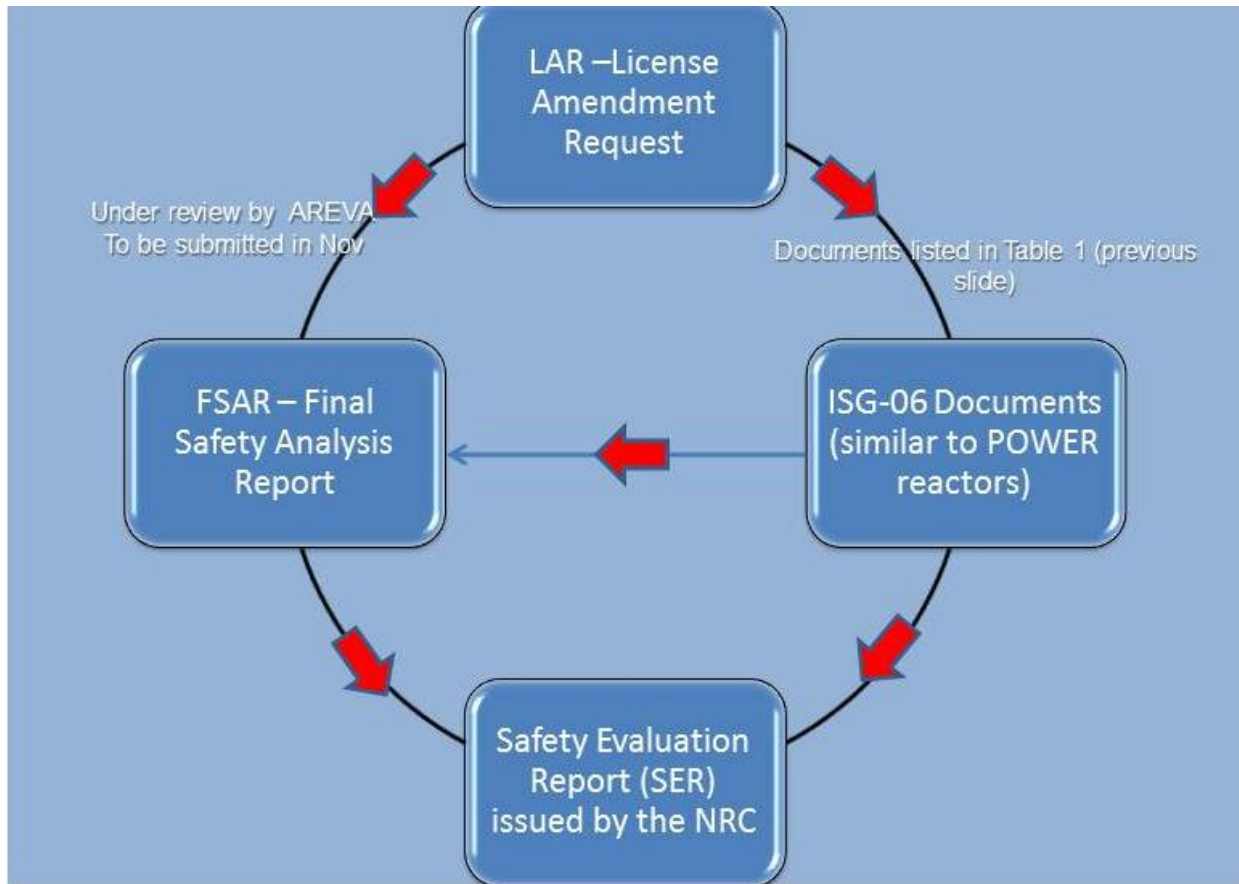 LAR –License
Amendment
Request
Under review by AREVA
To be submitted in Nov
Documents listed in Table 1 (previous
slide)
FSAR – Final
Safety Analysis
Report
ISG-06 Documents
(similar to POWER
reactors)
Safety Evaluation
Report (SER)
issued by the NRC